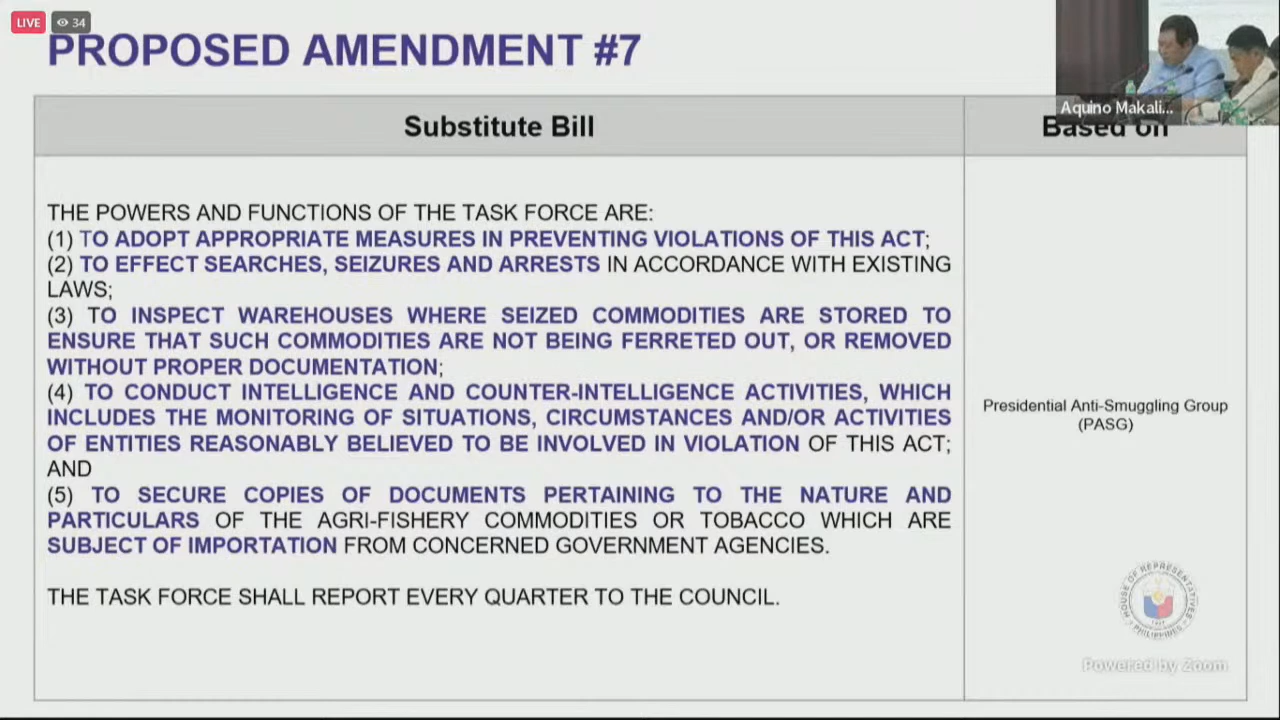 LIVE 34
PROPOSED AMENDMENT #7
Aquino Makali...
Substitute Bill
Based on
THE POWERS AND FUNCTIONS OF THE TASK FORCE ARE:
(1) TO ADOPT APPROPRIATE MEASURES IN PREVENTING VIOLATIONS OF THIS ACT;
(2) TO EFFECT SEARCHES, SEIZURES AND ARRESTS IN ACCORDANCE WITH EXISTING
LAWS;
(3) TO INSPECT WAREHOUSES WHERE SEIZED COMMODITIES ARE STORED TO
ENSURE THAT SUCH COMMODITIES ARE NOT BEING FERRETED OUT, OR REMOVED
WITHOUT PROPER DOCUMENTATION;
(4) TO CONDUCT INTELLIGENCE AND COUNTER-INTELLIGENCE ACTIVITIES, WHICH
INCLUDES THE MONITORING OF SITUATIONS, CIRCUMSTANCES AND/OR ACTIVITIES
OF ENTITIES REASONABLY BELIEVED TO BE INVOLVED IN VIOLATION OF THIS ACT;
AND
(5) TO SECURE COPIES OF DOCUMENTS PERTAINING TO THE NATURE AND
PARTICULARS OF THE AGRI-FISHERY COMMODITIES OR TOBACCO WHICH ARE
SUBJECT OF IMPORTATION FROM CONCERNED GOVERNMENT AGENCIES.
THE TASK FORCE SHALL REPORT EVERY QUARTER TO THE COUNCIL.
Presidential Anti-Smuggling Group
(PASG)
HOUSE OF REPRESENTATIVES
PHILIPPINES
Powered by Zoom